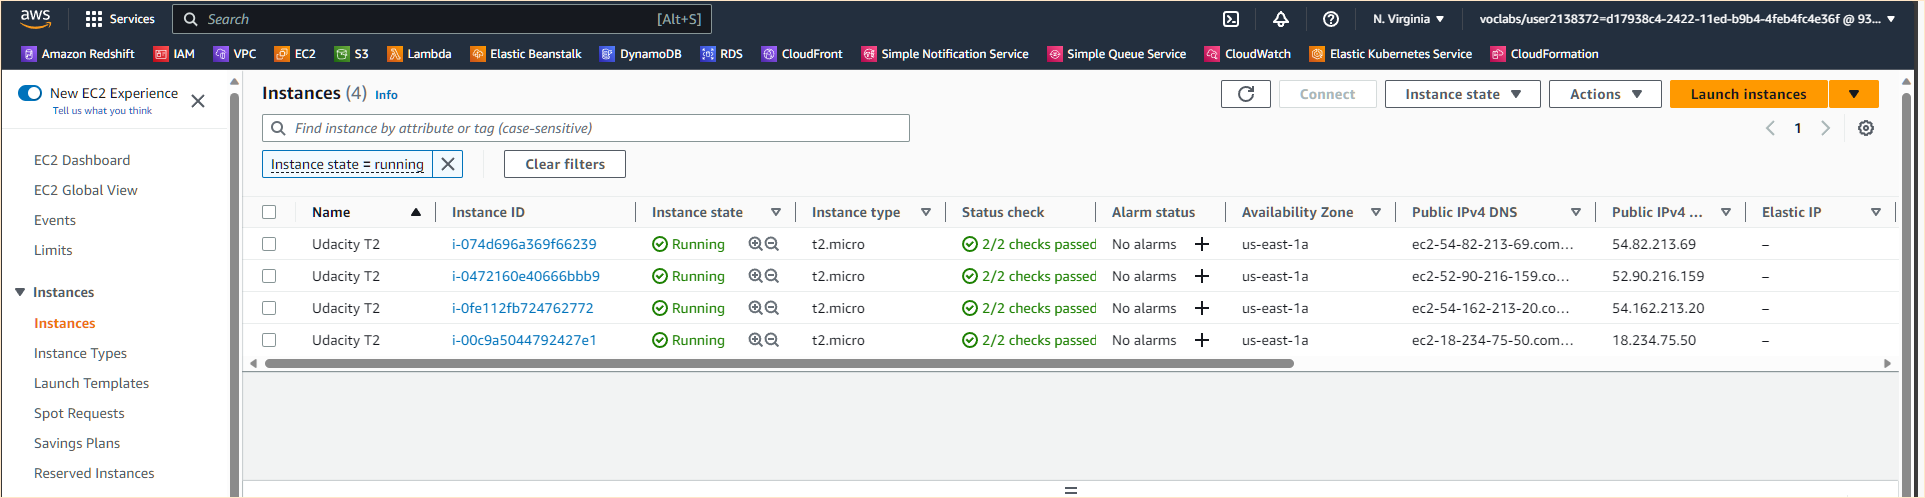 aws Services Search [Alt+S] N. Virginia voclabs/user2138372=d17938c4-2422-11ed-b9b4-4feb4fc4e36f @ 93...
Amazon Redshift IAM VPC EC2 S3 Lambda Elastic Beanstalk DynamoDB RDS CloudFront Simple Notification Service Simple Queue Service CloudWatch Elastic Kubernetes Service CloudFormation
New EC2 Experience
Tell us what you think
EC2 Dashboard
EC2 Global View
Events
Limits
Instances
Instances
Instance Types
Launch Templates
Spot Requests
Savings Plans
Reserved Instances
Instances (4) Info Connect Instance state Actions Launch instances
Find instance by attribute or tag (case-sensitive) 1
Instance state = running Clear filters
Name Instance ID Instance state Instance type Status check Alarm status Availability Zone Public IPv4 DNS Public IPv4 ... Elastic IP
Udacity T2 i-074d696a369f66239 Running t2.micro 2/2 checks passed No alarms + us-east-1a ec2-54-82-213-69.com... 54.82.213.69 –
Udacity T2 i-0472160e40666bbb9 Running t2.micro 2/2 checks passed No alarms + us-east-1a ec2-52-90-216-159.co... 52.90.216.159 –
Udacity T2 i-0fe112fb724762772 Running t2.micro 2/2 checks passed No alarms + us-east-1a ec2-54-162-213-20.co... 54.162.213.20 –
Udacity T2 i-00c9a5044792427e1 Running t2.micro 2/2 checks passed No alarms + us-east-1a ec2-18-234-75-50.com... 18.234.75.50 –